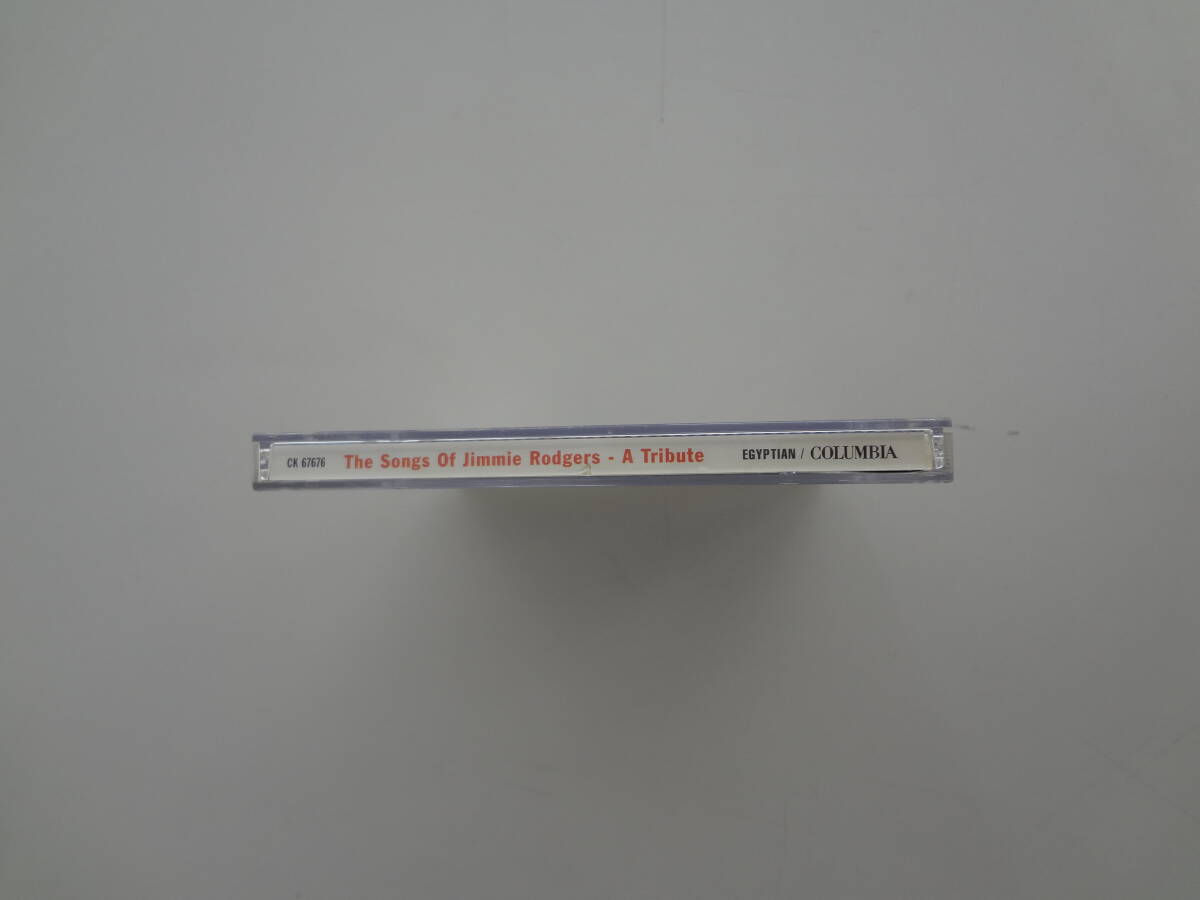 CK 67676 The Songs Of Jimmie Rodgers - A Tribute EGYPTIAN / COLUMBIA